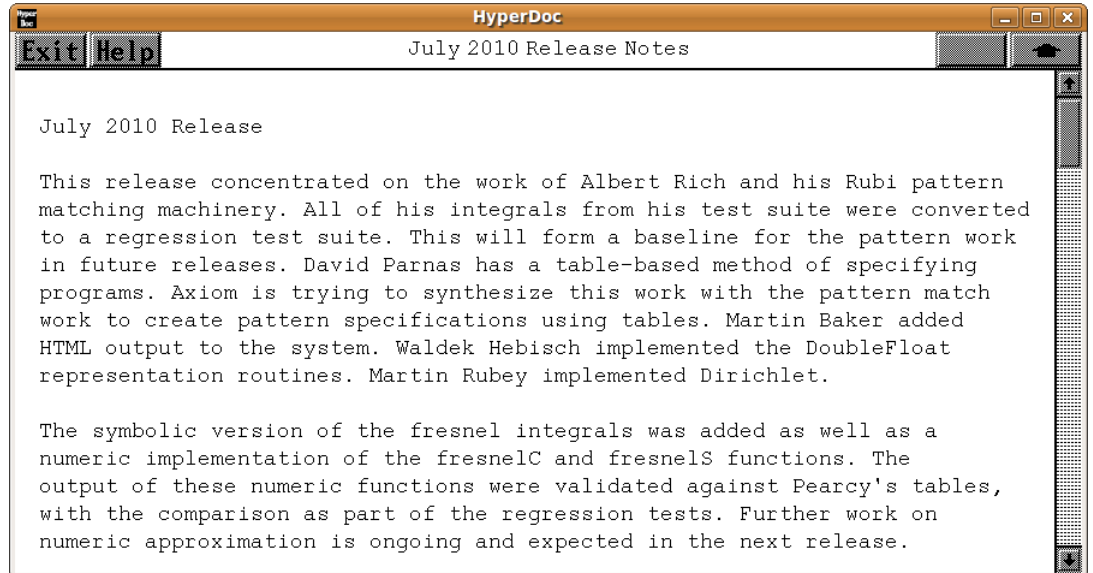 Hyper
Doc
HyperDoc
Exit Help
July 2010 Release Notes
July 2010 Release
This release concentrated on the work of Albert Rich and his Rubi pattern
matching machinery. All of his integrals from his test suite were converted
to a regression test suite. This will form a baseline for the pattern work
in future releases. David Parnas has a table-based method of specifying
programs. Axiom is trying to synthesize this work with the pattern match
work to create pattern specifications using tables. Martin Baker added
HTML output to the system. Waldek Hebisch implemented the DoubleFloat
representation routines. Martin Rubey implemented Dirichlet.
The symbolic version of the fresnel integrals was added as well as a
numeric implementation of the fresnelC and fresnelS functions. The
output of these numeric functions were validated against Pearcy's tables,
with the comparison as part of the regression tests. Further work on
numeric approximation is ongoing and expected in the next release.